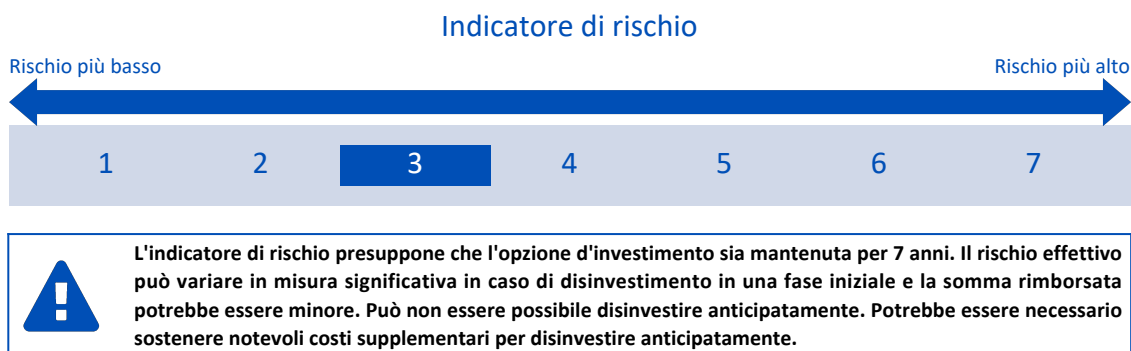 Indicatore di rischio
Rischio più basso Rischio più alto
1 2 3 4 5 6 7
L'indicatore di rischio presuppone che l'opzione d'investimento sia mantenuta per 7 anni. Il rischio effettivo
può variare in misura significativa in caso di disinvestimento in una fase iniziale e la somma rimborsata
potrebbe essere minore. Può non essere possibile disinvestire anticipatamente. Potrebbe essere necessario
sostenere notevoli costi supplementari per disinvestire anticipatamente.